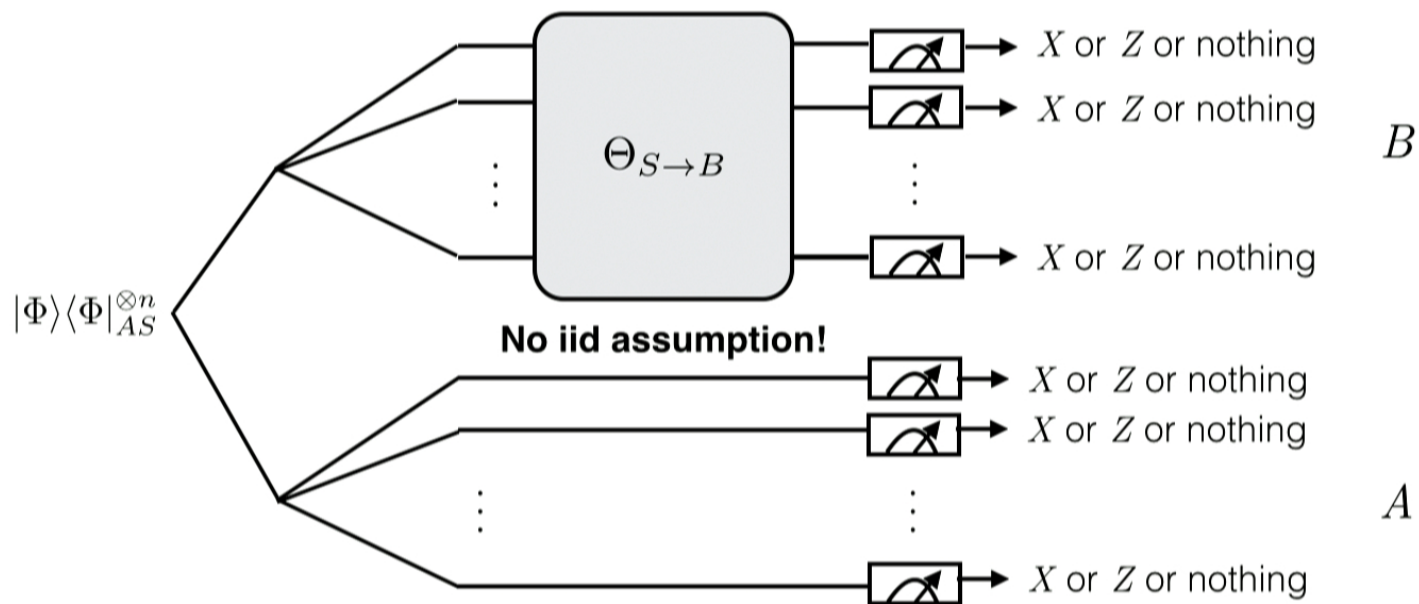 X or Z or nothing
X or Z or nothing
Θ_{S→B}
B
⋮
⋮
X or Z or nothing
|Φ⟩⟨Φ|^{⊗n}_{AS}
No iid assumption!
X or Z or nothing
X or Z or nothing
⋮
⋮
A
X or Z or nothing